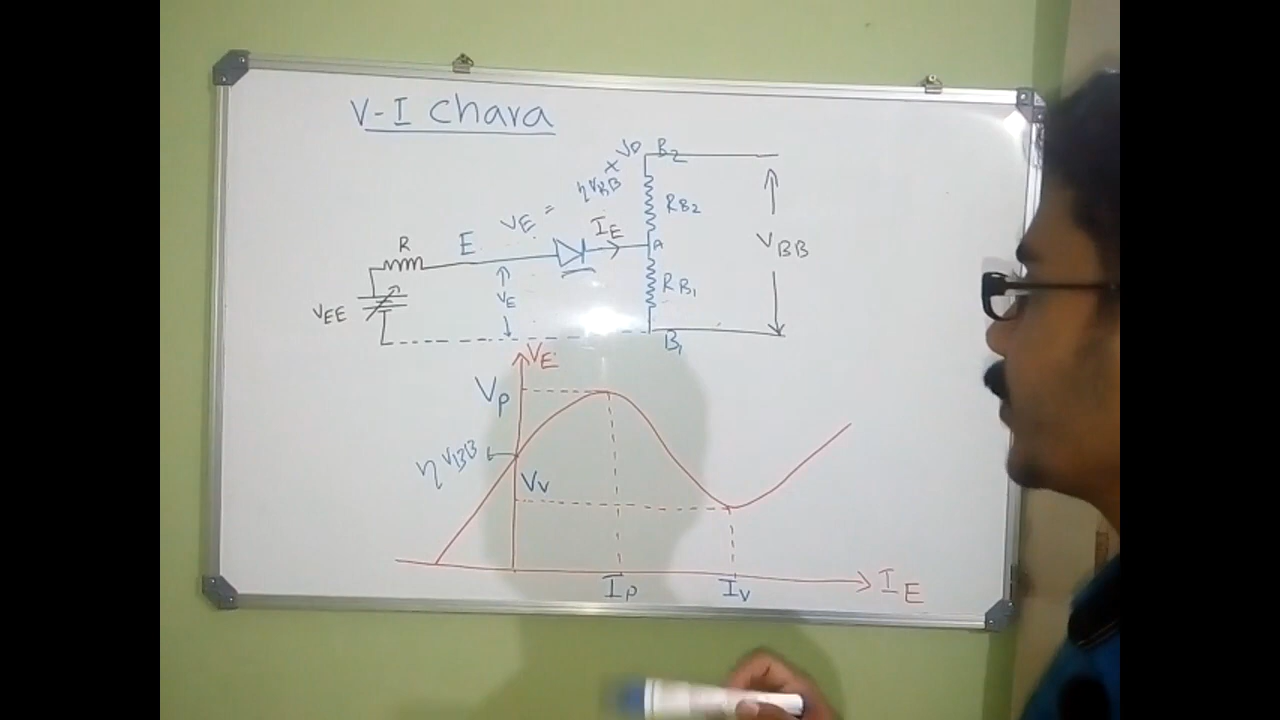 V-I Chara
VD B₂
ηVBB
VE =
IE
RB2
R
E
A
VBB
VE
RB1
VEE
B₁
VE
VP
ηVBB
VV
IP
IV
IE